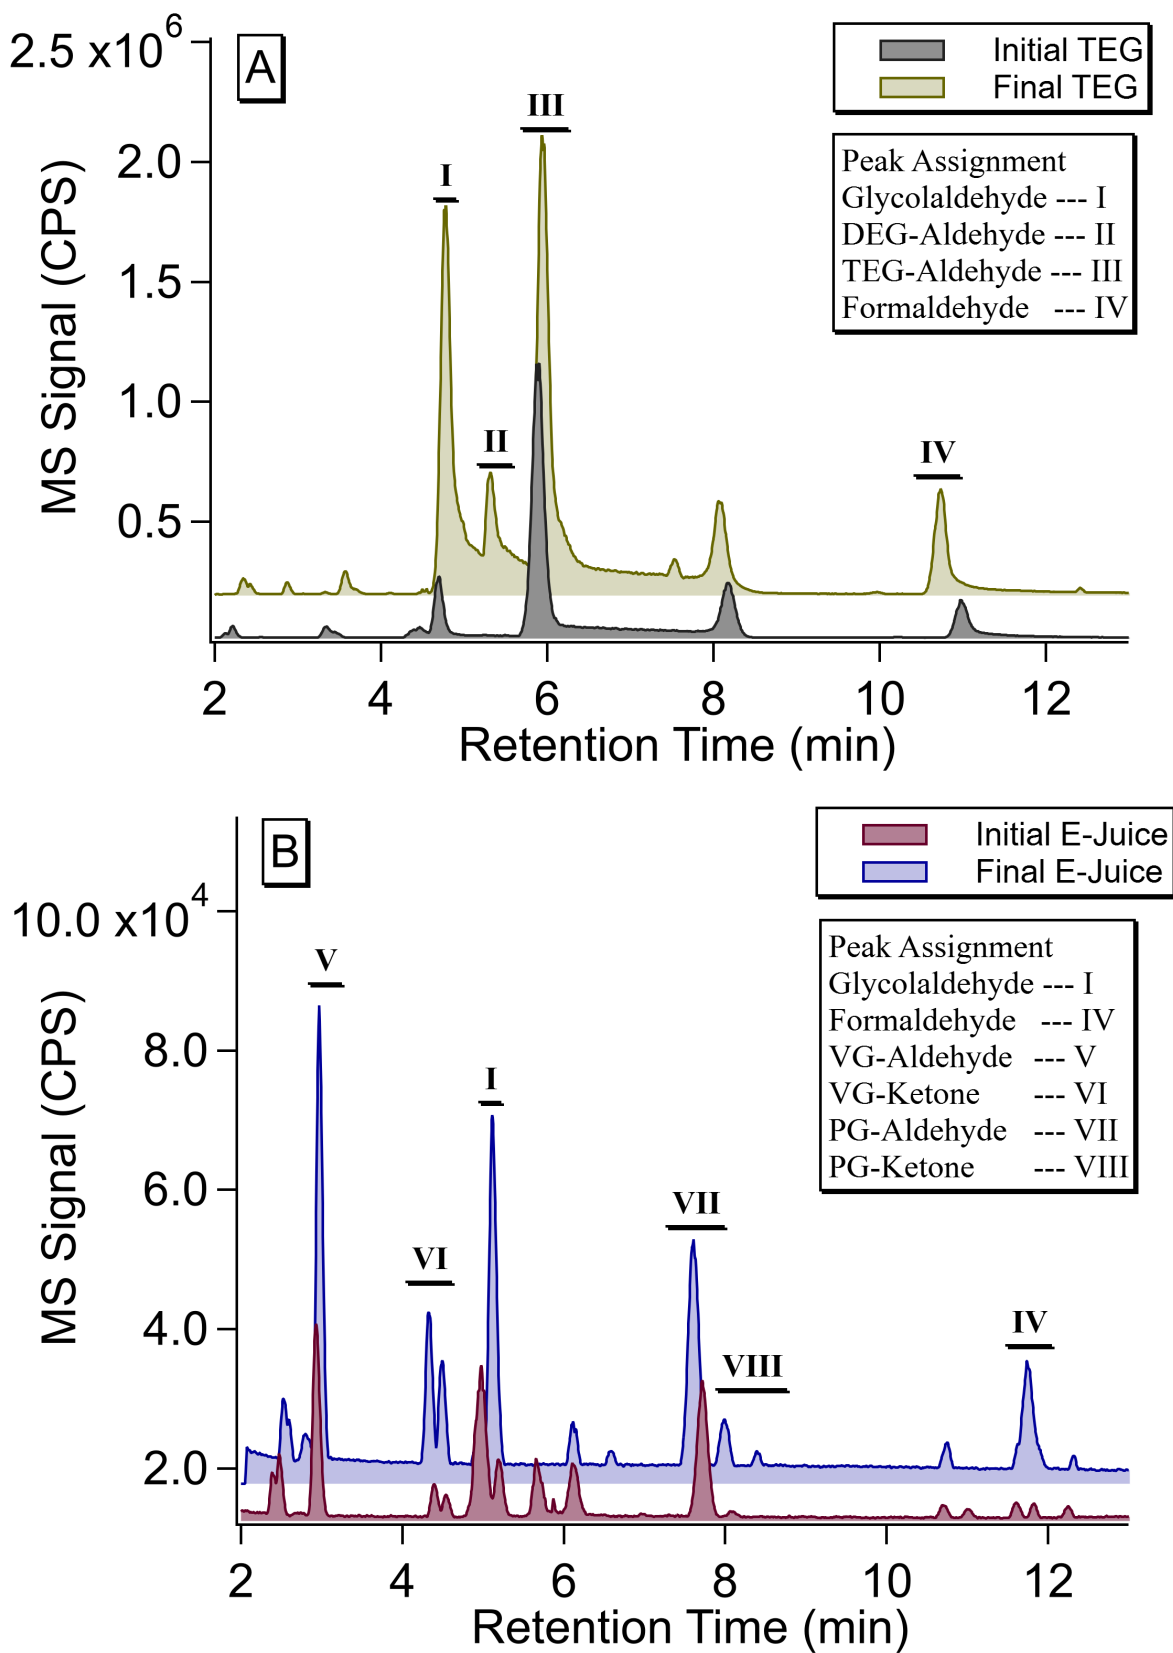 2.5 x10^6
A
Initial TEG
Final TEG
Peak Assignment
Glycolaldehyde --- I
DEG-Aldehyde --- II
TEG-Aldehyde --- III
Formaldehyde --- IV
I
II
III
IV
2.0
1.5
1.0
0.5
MS Signal (CPS)
2 4 6 8 10 12
Retention Time (min)
B
Initial E-Juice
Final E-Juice
Peak Assignment
Glycolaldehyde --- I
Formaldehyde --- IV
VG-Aldehyde --- V
VG-Ketone --- VI
PG-Aldehyde --- VII
PG-Ketone --- VIII
10.0 x10^4
V
VI
I
VII
VIII
IV
8.0
6.0
4.0
2.0
MS Signal (CPS)
2 4 6 8 10 12
Retention Time (min)